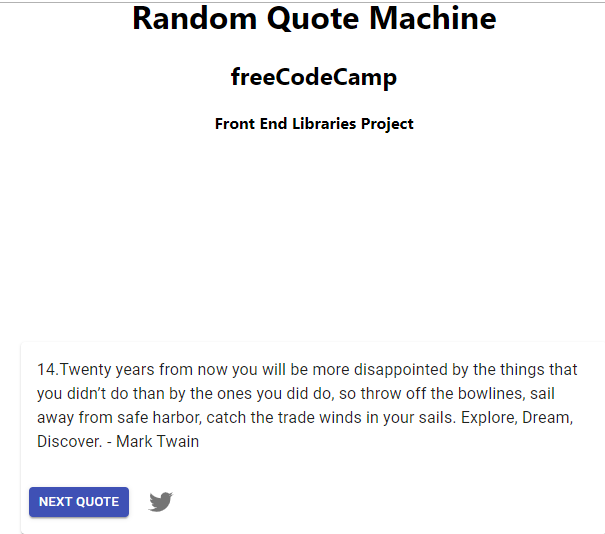 Random Quote Machine
freeCodeCamp
Front End Libraries Project
14.Twenty years from now you will be more disappointed by the things that
you didn’t do than by the ones you did do, so throw off the bowlines, sail
away from safe harbor, catch the trade winds in your sails. Explore, Dream,
Discover. - Mark Twain
NEXT QUOTE